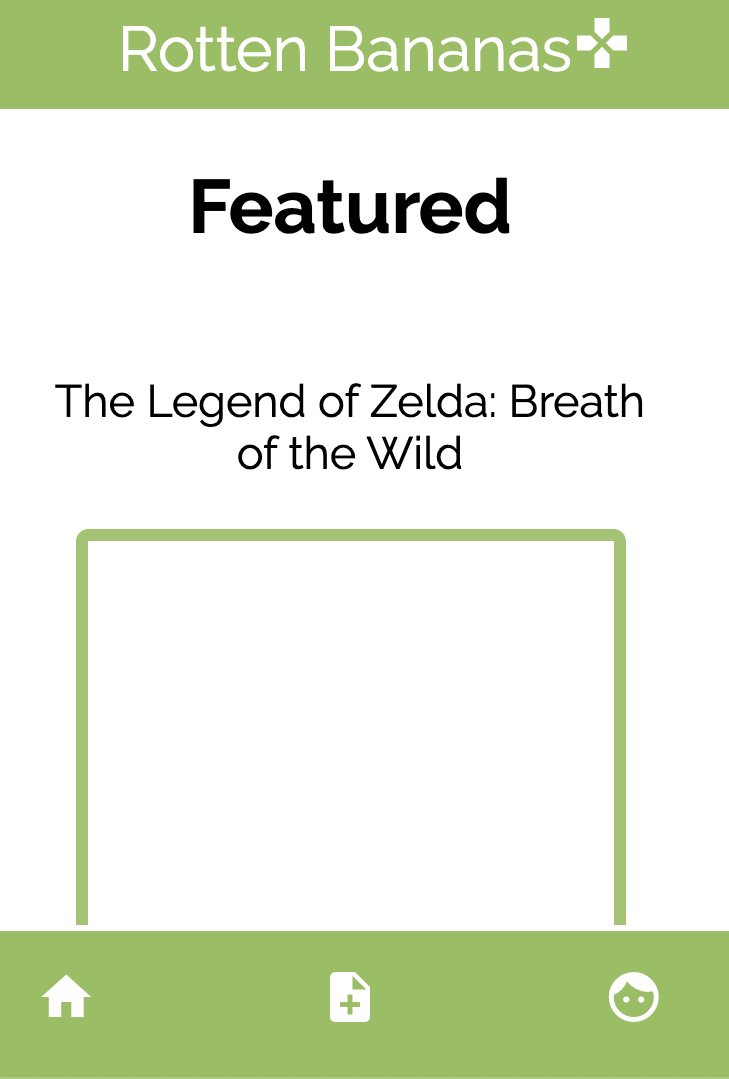 Rotten Bananas
Featured
The Legend of Zelda: Breath
of the Wild